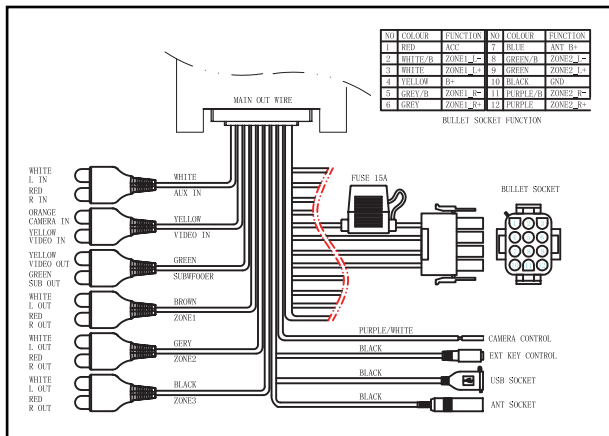 NO COLOUR FUNCTION NO COLOUR FUNCTION
1 RED ACC 7 BLUE ANT B+
2 WHITE/B ZONE1_L- 8 GREEN/B ZONE2_L-
3 WHITE ZONE1_L+ 9 GREEN ZONE2_L+
4 YELLOW B+ 10 BLACK GND
5 GREY/B ZONE1_R- 11 PURPLE/B ZONE2_R-
6 GREY ZONE1_R+ 12 PURPLE ZONE2_R+
BULLET SOCKET FUNCTION
MAIN OUT WIRE
WHITE
L IN
RED
R IN
WHITE
AUX IN
ORANGE
CAMERA IN
YELLOW
VIDEO IN
YELLOW
VIDEO IN
YELLOW
VIDEO OUT
GREEN
SUB OUT
GREEN
SUBWFOOER
WHITE
L OUT
RED
R OUT
BROWN
ZONE1
WHITE
L OUT
RED
R OUT
GERY
ZONE2
WHITE
L OUT
RED
R OUT
BLACK
ZONE3
FUSE 15A
BULLET SOCKET
PURPLE/WHITE
CAMERA CONTROL
BLACK
EXT KEY CONTROL
BLACK
USB SOCKET
BLACK
ANT SOCKET